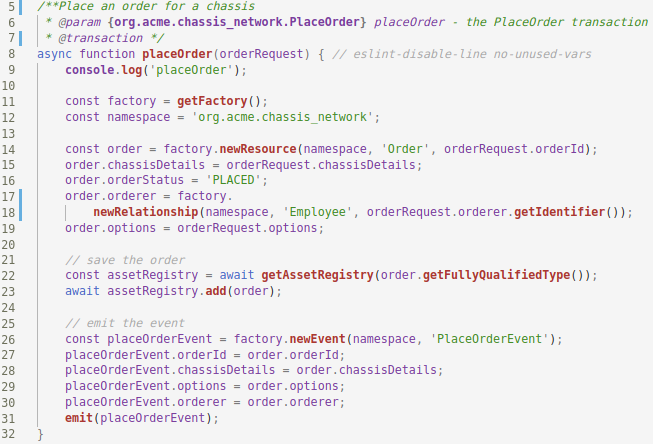 5 /**Place an order for a chassis
6  * @param {org.acme.chassis_network.PlaceOrder} placeOrder - the PlaceOrder transaction
7  * @transaction */
8 async function placeOrder(orderRequest) { // eslint-disable-line no-unused-vars
9     console.log('placeOrder');
10
11     const factory = getFactory();
12     const namespace = 'org.acme.chassis_network';
13
14     const order = factory.newResource(namespace, 'Order', orderRequest.orderId);
15     order.chassisDetails = orderRequest.chassisDetails;
16     order.orderStatus = 'PLACED';
17     order.orderer = factory.
18         newRelationship(namespace, 'Employee', orderRequest.orderer.getIdentifier());
19     order.options = orderRequest.options;
20
21     // save the order
22     const assetRegistry = await getAssetRegistry(order.getFullyQualifiedType());
23     await assetRegistry.add(order);
24
25     // emit the event
26     const placeOrderEvent = factory.newEvent(namespace, 'PlaceOrderEvent');
27     placeOrderEvent.orderId = order.orderId;
28     placeOrderEvent.chassisDetails = order.chassisDetails;
29     placeOrderEvent.options = order.options;
30     placeOrderEvent.orderer = order.orderer;
31     emit(placeOrderEvent);
32 }